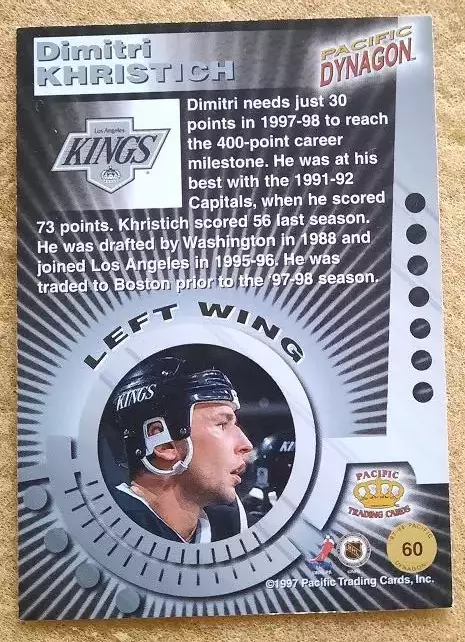 Dimitri
KHRISTICH
PACIFIC
DYNAGON
Los Angeles
KINGS
Dimitri needs just 30
points in 1997-98 to reach
the 400-point career
milestone. He was at his
best with the 1991-92
Capitals, when he scored
73 points. Khristich scored 56 last season.
He was drafted by Washington in 1988 and
joined Los Angeles in 1995-96. He was
traded to Boston prior to the '97-98 season.
LEFT WING
KINGS
PACIFIC
TRADING CARDS
60
©1997 Pacific Trading Cards, Inc.